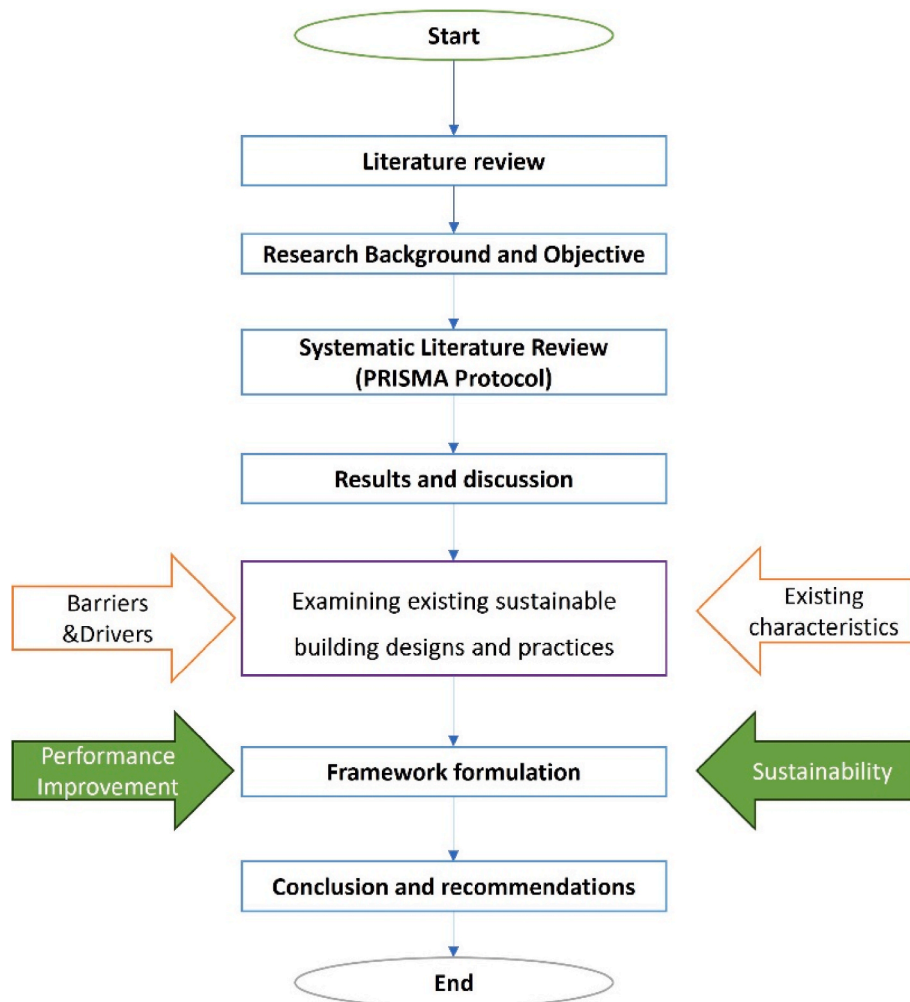 Start
Literature review
Research Background and Objective
Systematic Literature Review
(PRISMA Protocol)
Results and discussion
Barriers
&Drivers
Examining existing sustainable
building designs and practices
Existing
characteristics
Performance
Improvement
Framework formulation
Sustainability
Conclusion and recommendations
End